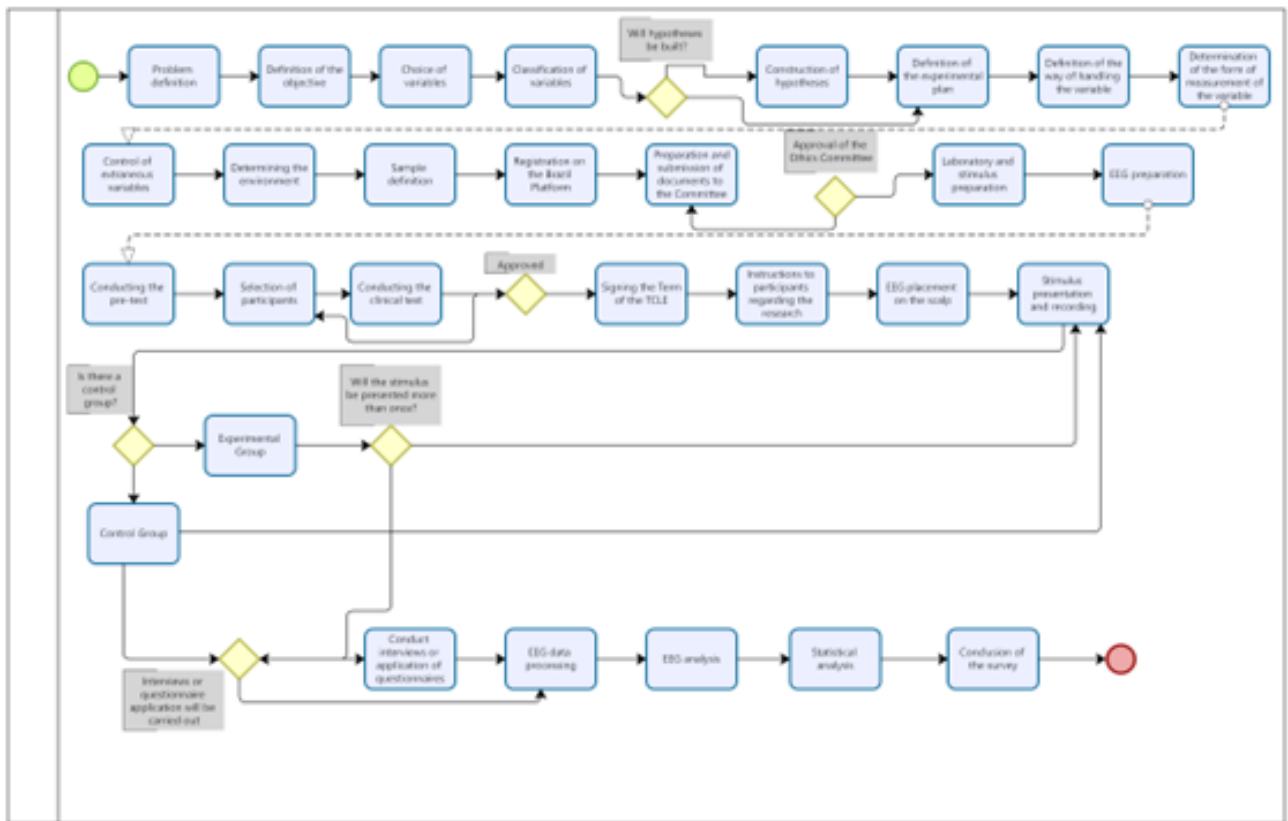 Will hypotheses
be built?
Problem
definition
Definition of the
objective
Choice of
variables
Classification of
variables
Construction of
hypotheses
Definition of
the experimental
plan
Definition of the
way of handling
the variable
Determination
of the form of
measurement of
the variable
Control of
extraneous
variables
Determining the
environment
Sample
definition
Registration on
the Brazil
Platform
Preparation and
submission of
documents to
the Committee
Approval of the
Ethics Committee
Laboratory and
stimulus
preparation
EEG preparation
Conducting the
pre-test
Selection of
participants
Conducting the
clinical test
Approved
Signing the Term
of the TCLE
Instructions to
participants
regarding the
research
EEG placement
on the scalp
Stimulus
presentation
and recording
Is there a
control
group?
Will the stimulus
be presented more
than once?
Experimental
Group
Control Group
Conduct
interviews or
application of
questionnaires
EEG data
processing
EEG analysis
Statistical
analysis
Conclusion of
the survey
Interviews or
questionnaire
application will be
carried out